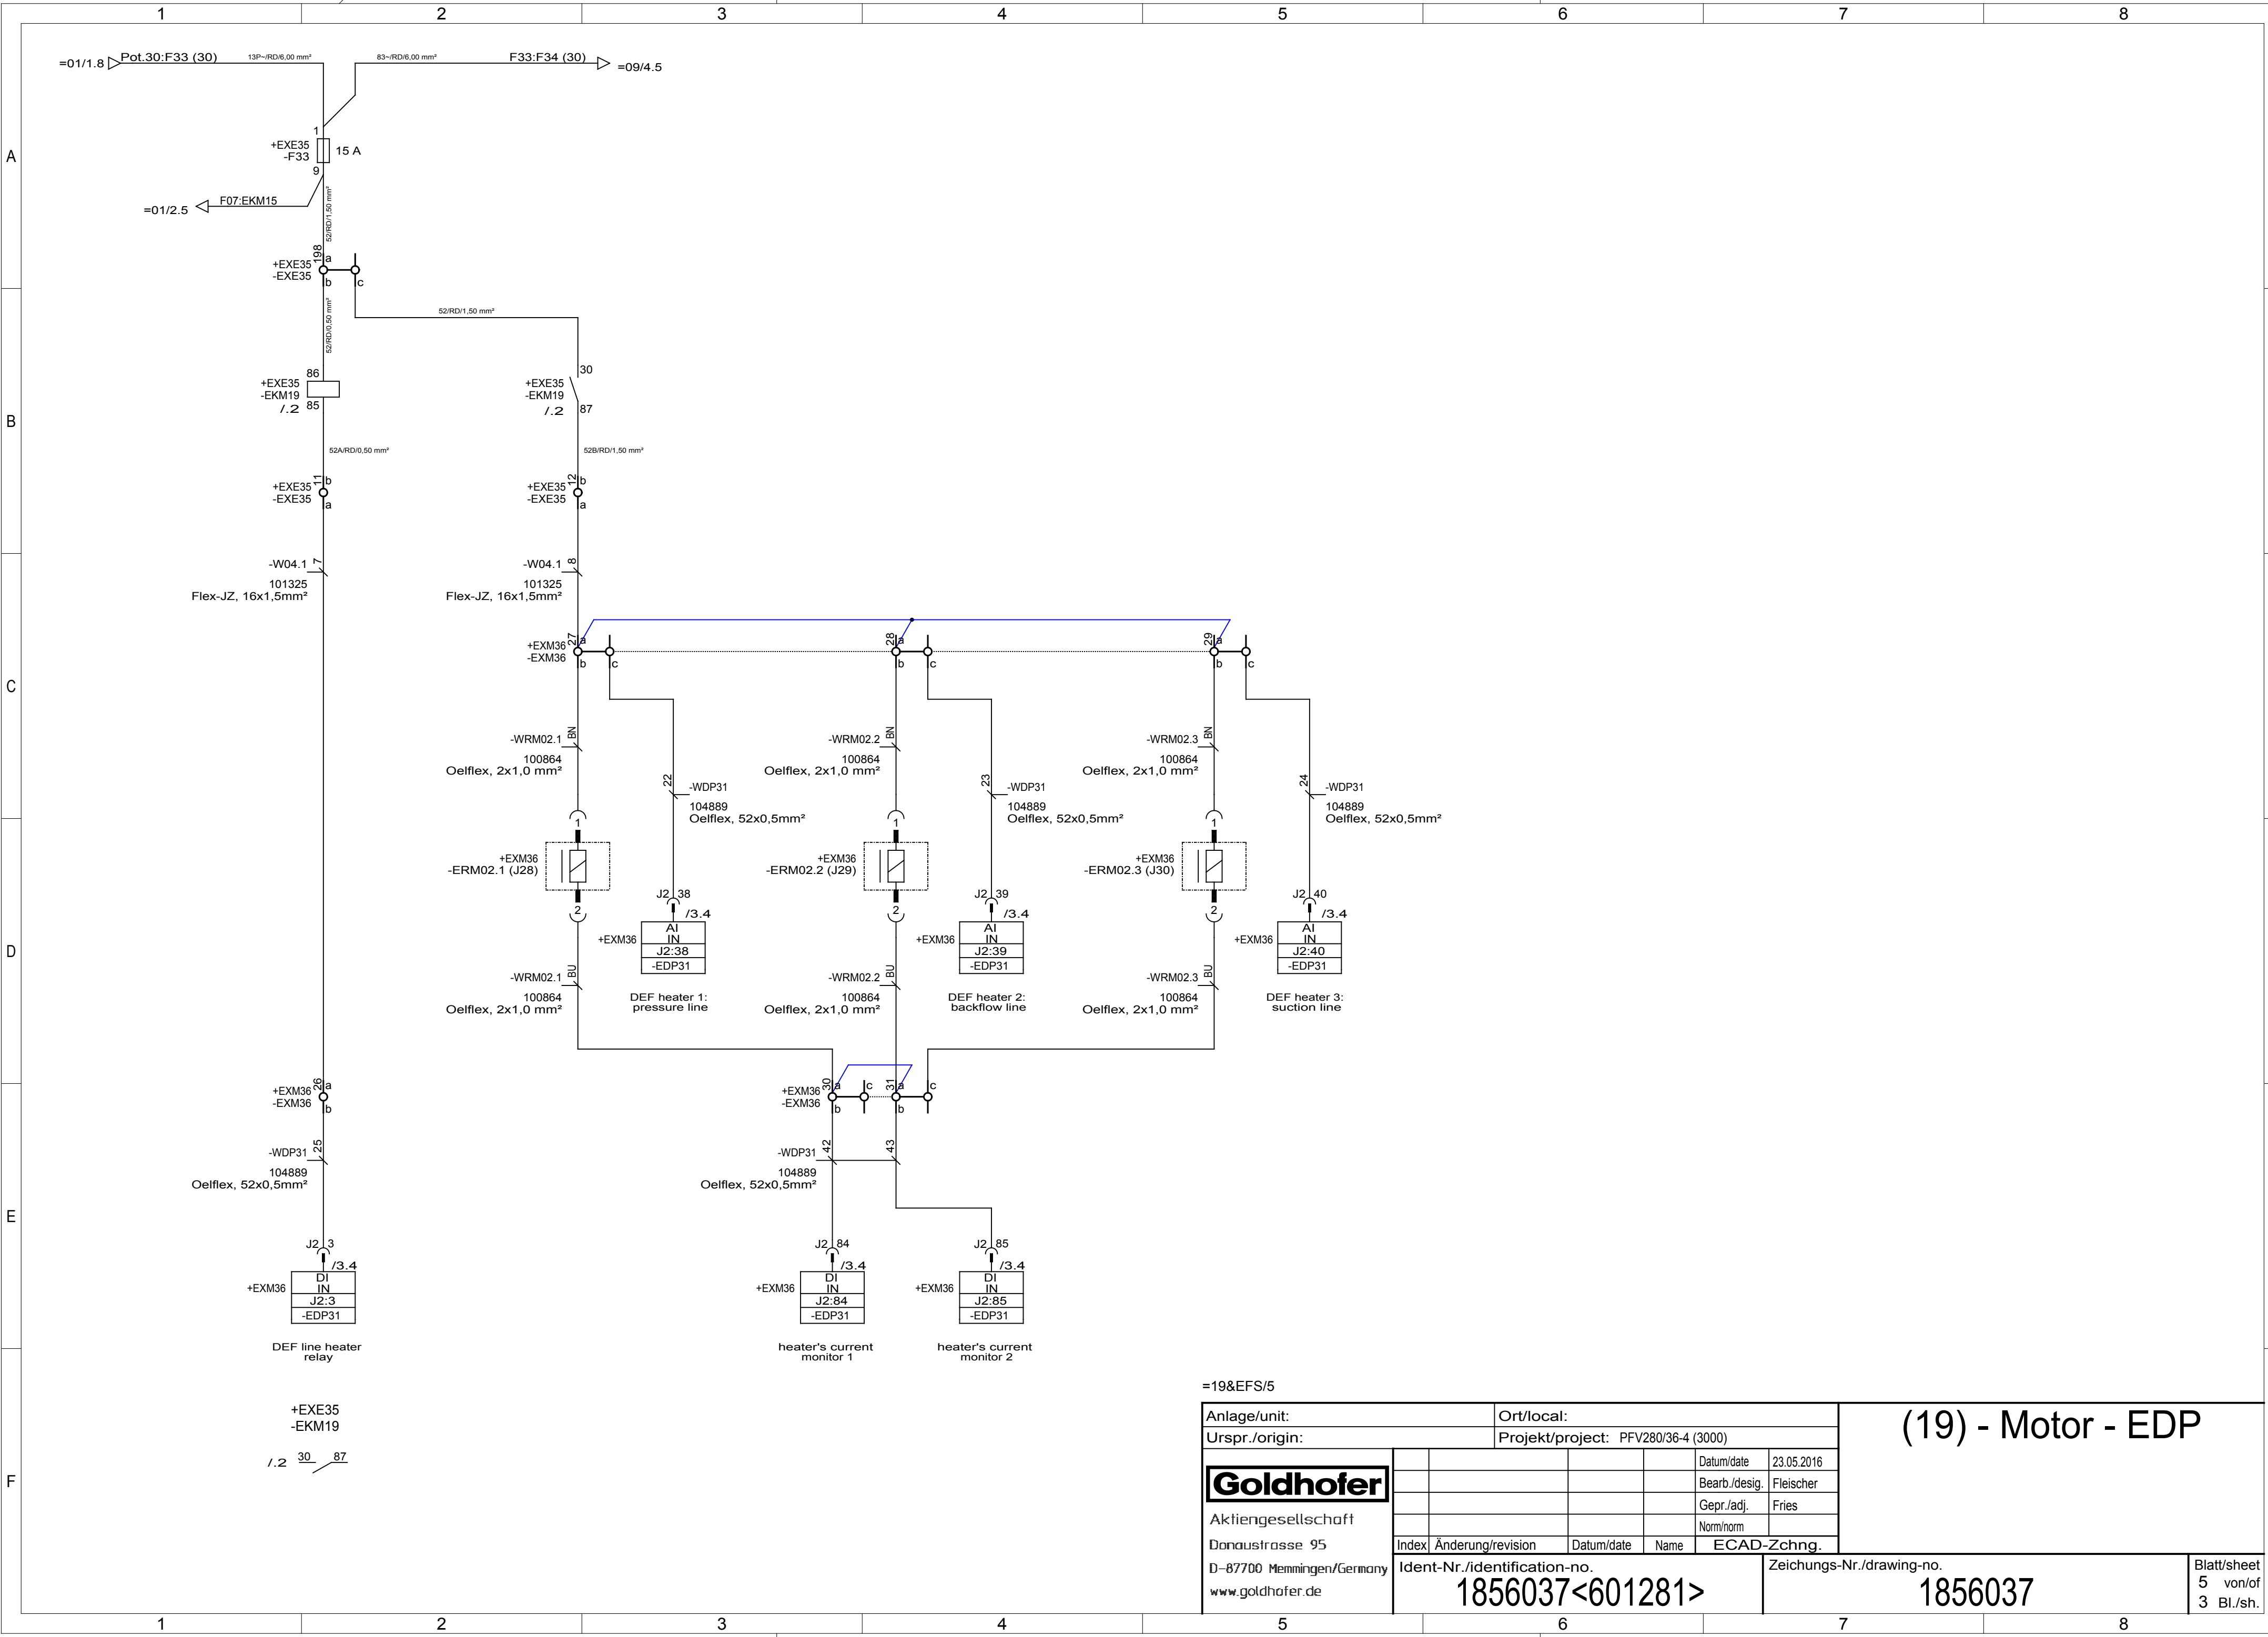 1 2 3 4 5 6 7 8
=01/1.8 Pot.30:F33 (30) 13P~/RD/6,00 mm² 83~/RD/6,00 mm² F33:F34 (30) =09/4.5
A
1
+EXE35
-F33
15 A
9
=01/2.5 F07:EKM15
52/RD/1,50 mm²
198
+EXE35
-EXE35
a
b
c
52/RD/0,50 mm²
52/RD/1,50 mm²
B
86
+EXE35
-EKM19
/.2
85
30
+EXE35
-EKM19
/.2
87
52A/RD/0,50 mm²
52B/RD/1,50 mm²
11
+EXE35
-EXE35
b
a
12
+EXE35
-EXE35
b
a
-W04.1 7
101325
Flex-JZ, 16x1,5mm²
-W04.1 8
101325
Flex-JZ, 16x1,5mm²
C
27
+EXM36
-EXM36
a
b
c
28
a
b
c
29
a
b
c
-WRM02.1 BN
100864
Oelflex, 2x1,0 mm²
22
-WDP31
104889
Oelflex, 52x0,5mm²
-WRM02.2 BN
100864
Oelflex, 2x1,0 mm²
23
-WDP31
104889
Oelflex, 52x0,5mm²
-WRM02.3 BN
100864
Oelflex, 2x1,0 mm²
24
-WDP31
104889
Oelflex, 52x0,5mm²
D
1
+EXM36
-ERM02.1 (J28)
2
J2 38
/3.4
+EXM36
AI
IN
J2:38
-EDP31
DEF heater 1:
pressure line
1
+EXM36
-ERM02.2 (J29)
2
J2 39
/3.4
+EXM36
AI
IN
J2:39
-EDP31
DEF heater 2:
backflow line
1
+EXM36
-ERM02.3 (J30)
2
J2 40
/3.4
+EXM36
AI
IN
J2:40
-EDP31
DEF heater 3:
suction line
-WRM02.1 BU
100864
Oelflex, 2x1,0 mm²
-WRM02.2 BU
100864
Oelflex, 2x1,0 mm²
-WRM02.3 BU
100864
Oelflex, 2x1,0 mm²
E
26
+EXM36
-EXM36
a
b
30
+EXM36
-EXM36
a
b
c
31
a
b
c
-WDP31 25
104889
Oelflex, 52x0,5mm²
-WDP31 42 43
104889
Oelflex, 52x0,5mm²
J2 3
/3.4
+EXM36
DI
IN
J2:3
-EDP31
DEF line heater
relay
J2 84
/3.4
+EXM36
DI
IN
J2:84
-EDP31
heater's current
monitor 1
J2 85
/3.4
+EXM36
DI
IN
J2:85
-EDP31
heater's current
monitor 2
F
+EXE35
-EKM19
/.2 30 87
=19&EFS/5
Anlage/unit:
Ort/local:
Urspr./origin:
Projekt/project: PFV280/36-4 (3000)
(19) - Motor - EDP
Goldhofer
Aktiengesellschaft
Donaustrasse 95
D-87700 Memmingen/Germany
www.goldhofer.de
Datum/date 23.05.2016
Bearb./desig. Fleischer
Gepr./adj. Fries
Norm/norm
Index Änderung/revision Datum/date Name ECAD-Zchng.
Ident-Nr./identification-no.
1856037<601281>
Zeichungs-Nr./drawing-no.
1856037
Blatt/sheet
5 von/of
3 Bl./sh.
1 2 3 4 5 6 7 8